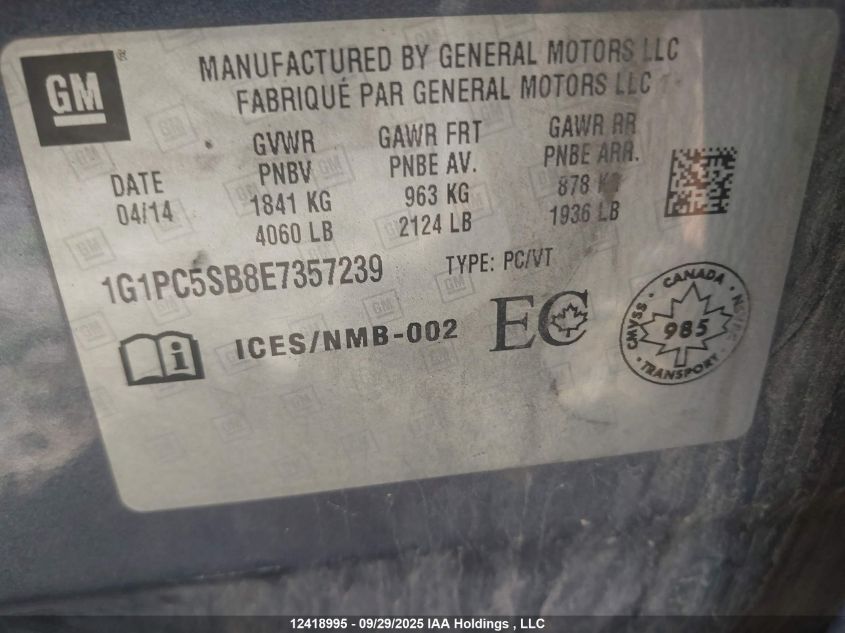 GM
MANUFACTURED BY GENERAL MOTORS LLC
FABRIQUÉ PAR GENERAL MOTORS LLC
DATE
04/14
GVWR
PNBV
1841 KG
4060 LB
GAWR FRT
PNBE AV.
963 KG
2124 LB
GAWR RR
PNBE ARR.
878
1936 LB
1G1PC5SB8E7357239
TYPE: PC/VT
i
ICES/NMB-002
EC
CANADA
CMVSS
985
TRANSPORT
12418995 - 09/29/2025 IAA Holdings , LLC